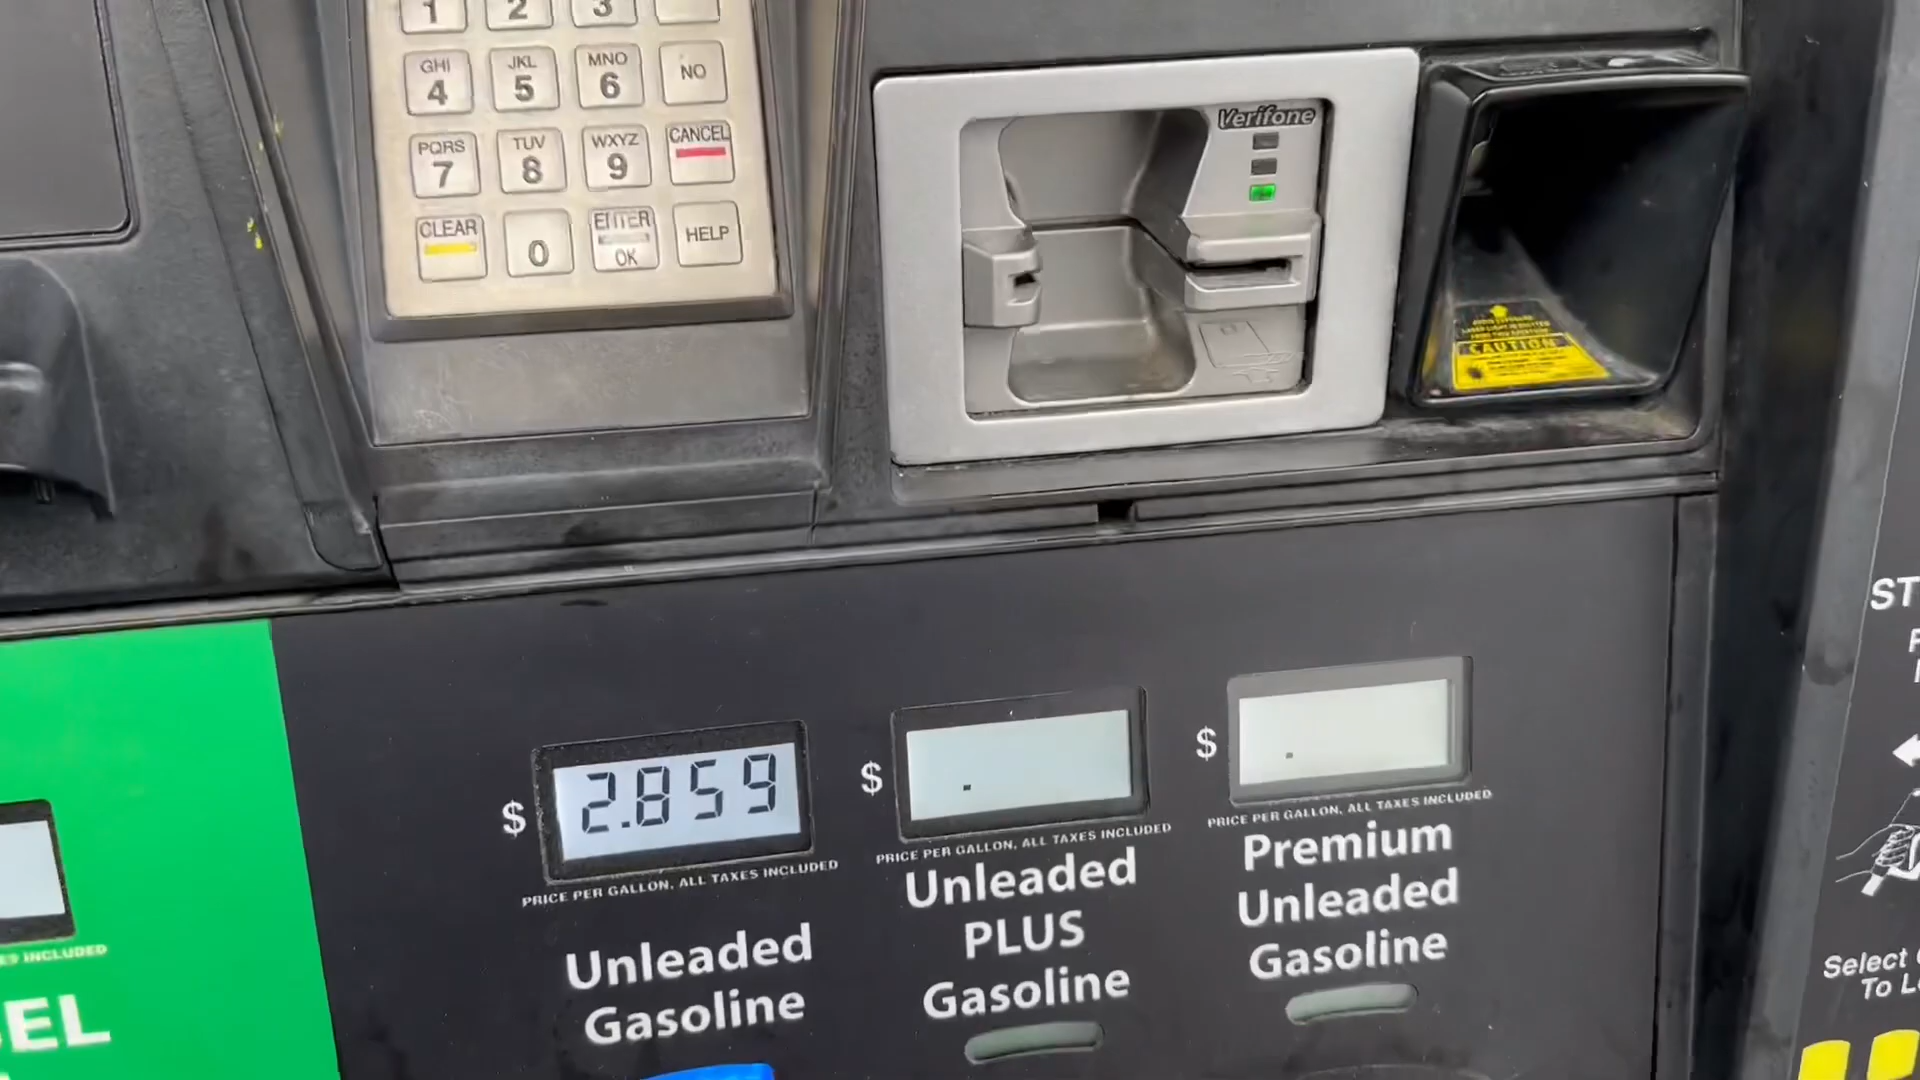 1 2 3
GHI JKL MNO
4 5 6 NO
PQRS TUV WXYZ CANCEL
7 8 9
CLEAR 0 ENTER HELP
OK
Verifone
CAUTION
$ 2.859
PRICE PER GALLON, ALL TAXES INCLUDED
Unleaded
Gasoline
$ .
PRICE PER GALLON, ALL TAXES INCLUDED
Unleaded
PLUS
Gasoline
$ .
PRICE PER GALLON, ALL TAXES INCLUDED
Premium
Unleaded
Gasoline
INCLUDED
EL
ST
Select
To L